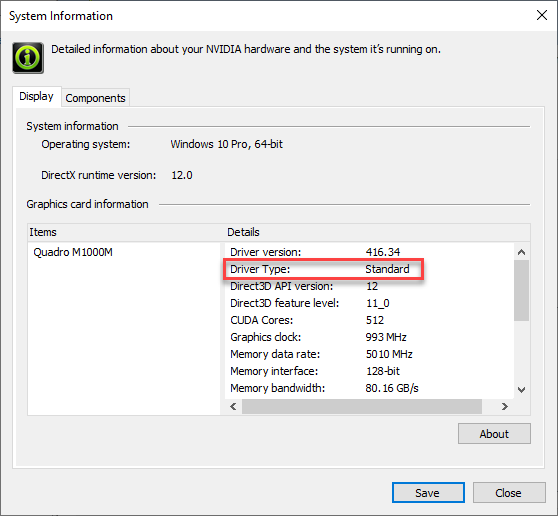 System Information
Detailed information about your NVIDIA hardware and the system it's running on.
Display Components
System information
Operating system: Windows 10 Pro, 64-bit
DirectX runtime version: 12.0
Graphics card information
Items Details
Quadro M1000M Driver version: 416.34
Driver Type: Standard
Direct3D API version: 12
Direct3D feature level: 11_0
CUDA Cores: 512
Graphics clock: 993 MHz
Memory data rate: 5010 MHz
Memory interface: 128-bit
Memory bandwidth: 80.16 GB/s
About
Save Close